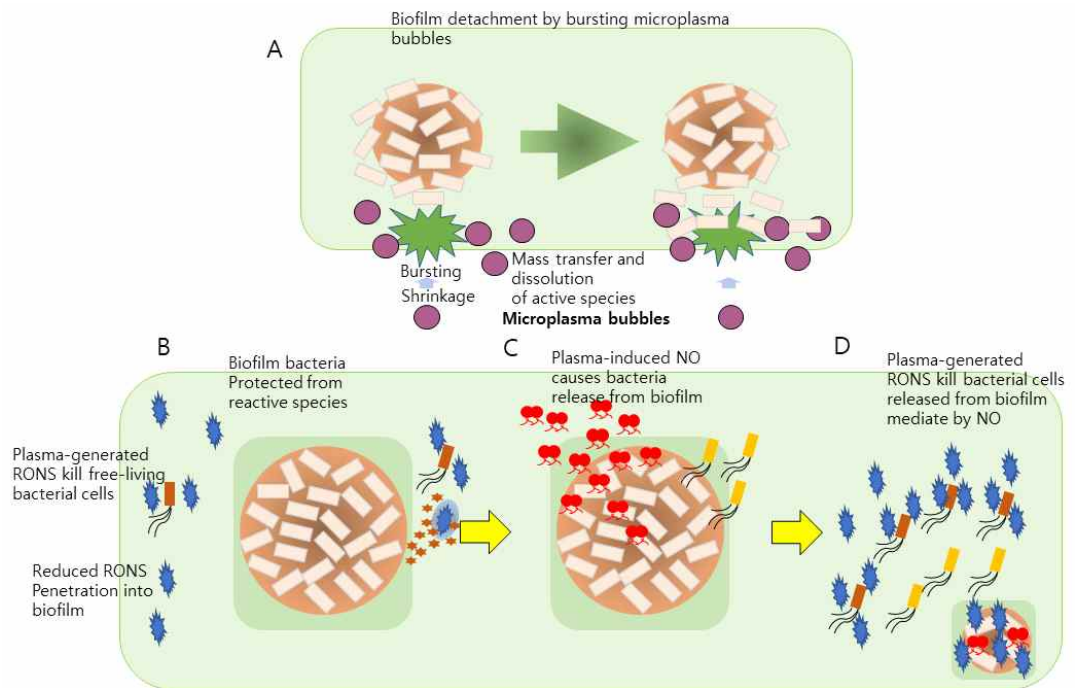 Biofilm detachment by bursting microplasma
bubbles
A
Bursting
Shrinkage
Mass transfer and
dissolution
of active species
Microplasma bubbles
B
Biofilm bacteria
Protected from
reactive species
Plasma-generated
RONS kill free-living
bacterial cells
Reduced RONS
Penetration into
biofilm
C
Plasma-induced NO
causes bacteria
release from biofilm
D
Plasma-generated
RONS kill bacterial cells
released from biofilm
mediate by NO